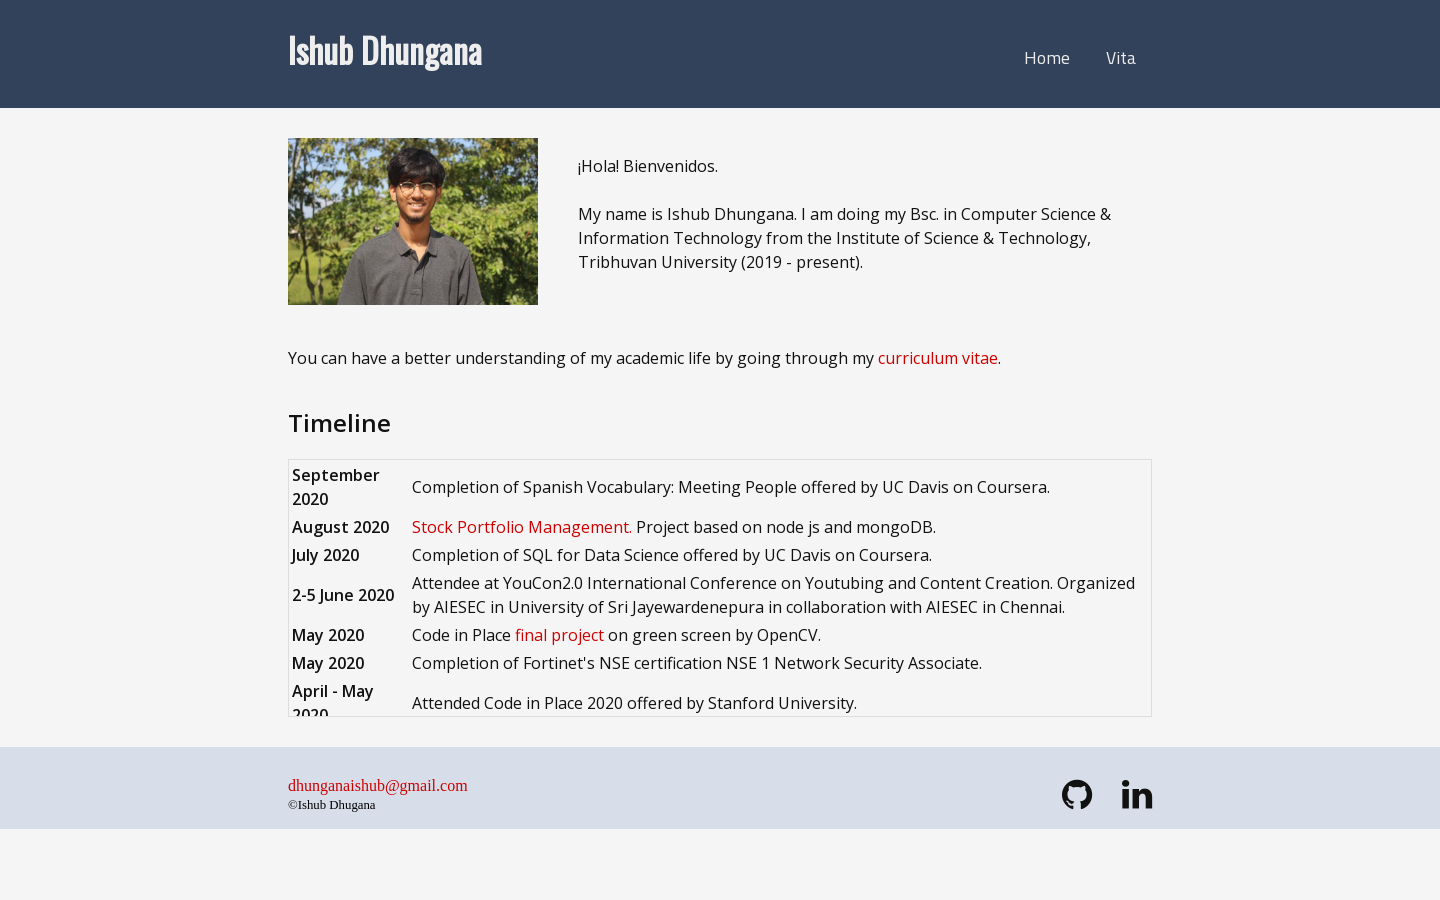 Ishub Dhungana
Home
Vita
¡Hola! Bienvenidos.
My name is Ishub Dhungana. I am doing my Bsc. in Computer Science &
Information Technology from the Institute of Science & Technology,
Tribhuvan University (2019 - present).
You can have a better understanding of my academic life by going through my curriculum vitae.
Timeline
September
2020
Completion of Spanish Vocabulary: Meeting People offered by UC Davis on Coursera.
August 2020 Stock Portfolio Management. Project based on node js and mongoDB.
July 2020 Completion of SQL for Data Science offered by UC Davis on Coursera.
2-5 June 2020
Attendee at YouCon2.0 International Conference on Youtubing and Content Creation. Organized
by AIESEC in University of Sri Jayewardenepura in collaboration with AIESEC in Chennai.
May 2020 Code in Place final project on green screen by OpenCV.
May 2020 Completion of Fortinet's NSE certification NSE 1 Network Security Associate.
April - May
2020
Attended Code in Place 2020 offered by Stanford University.
dhunganaishub@gmail.com
©Ishub Dhugana